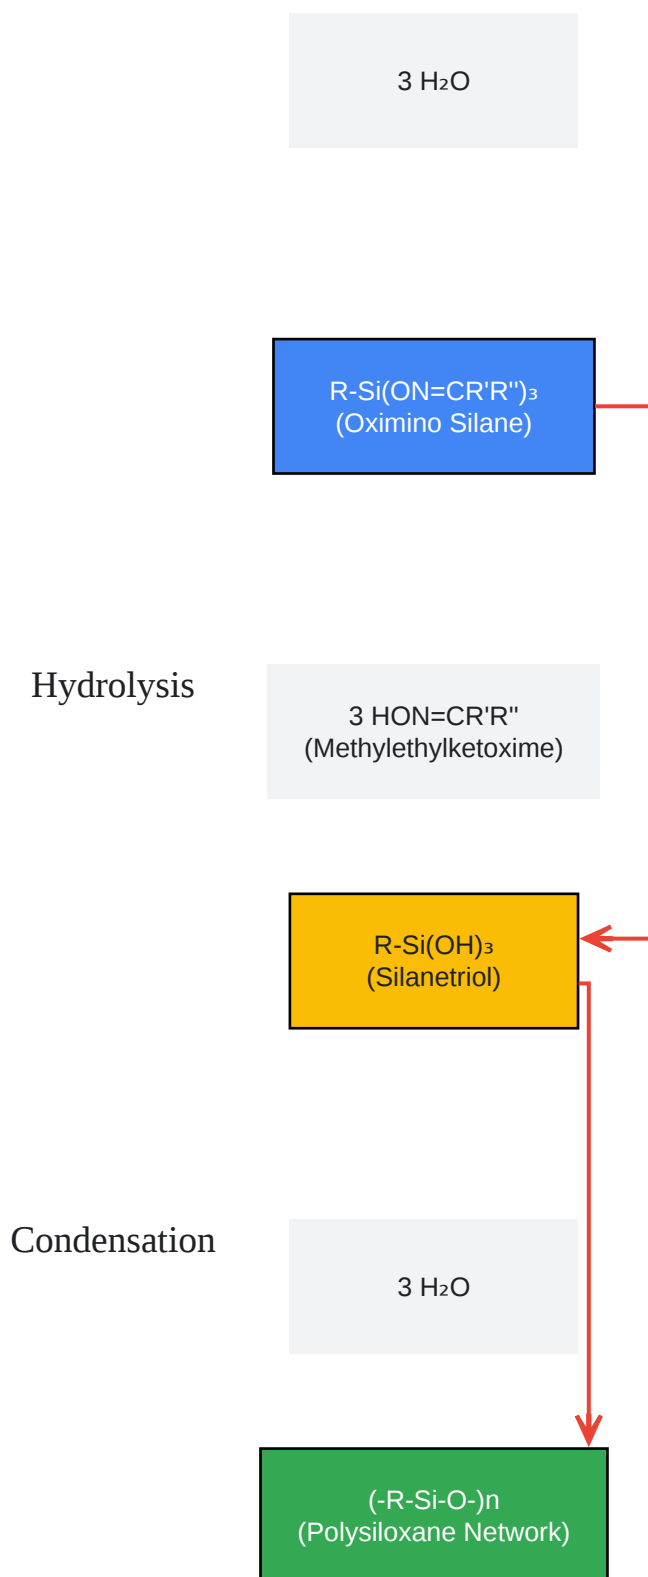 3 H₂O
R-Si(ON=CR'R'')₃
(Oximino Silane)
Hydrolysis
3 HON=CR'R''
(Methylethylketoxime)
R-Si(OH)₃
(Silanetriol)
Condensation
3 H₂O
(-R-Si-O-)n
(Polysiloxane Network)